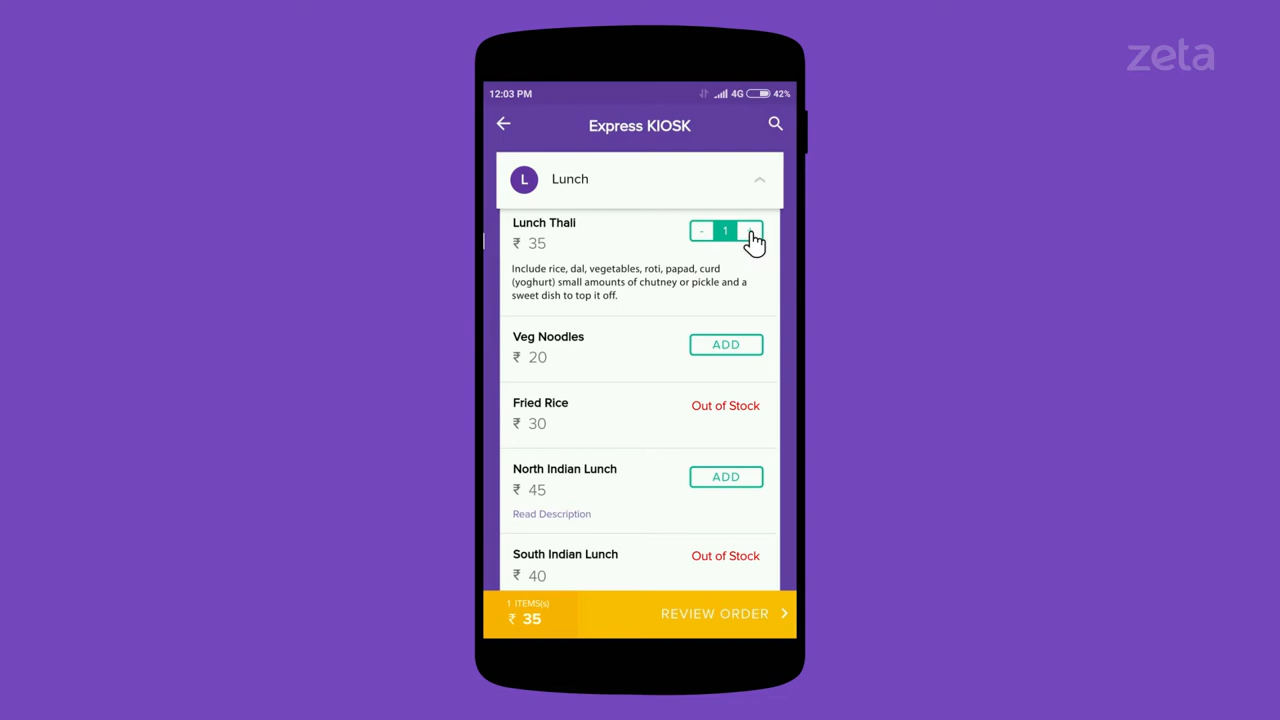 zeta
12:03 PM 4G 42%
Express KIOSK
L Lunch
Lunch Thali
₹ 35
- 1
Include rice, dal, vegetables, roti, papad, curd
(yoghurt) small amounts of chutney or pickle and a
sweet dish to top it off.
Veg Noodles
₹ 20
ADD
Fried Rice
₹ 30
Out of Stock
North Indian Lunch
₹ 45
ADD
Read Description
South Indian Lunch
₹ 40
Out of Stock
1 ITEMS(s)
₹ 35
REVIEW ORDER